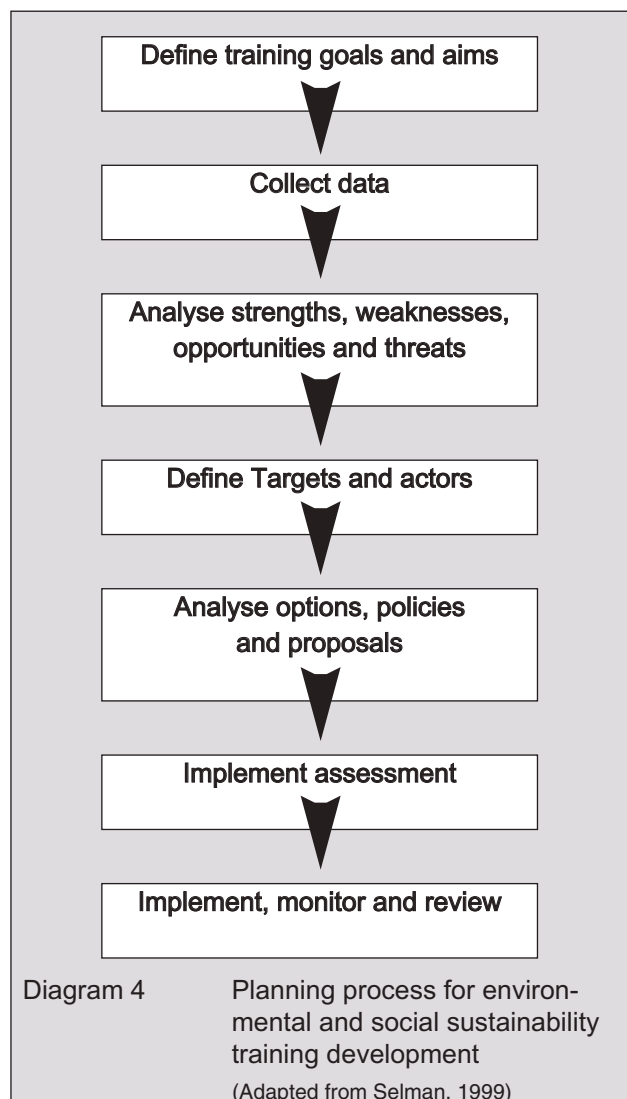 Define training goals and aims
Collect data
Analyse strengths, weaknesses,
opportunities and threats
Define Targets and actors
Analyse options, policies
and proposals
Implement assessment
Implement, monitor and review
Diagram 4
Planning process for environ-
mental and social sustainability
training development
(Adapted from Selman, 1999)